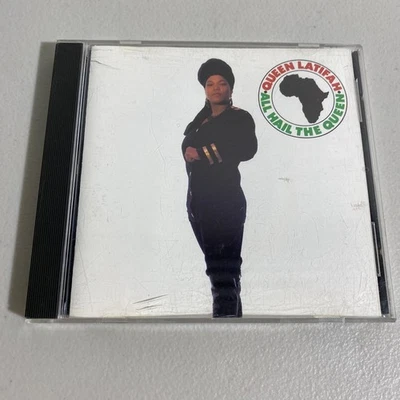 QUEEN LATIFAH •
ALL HAIL THE QUEEN •